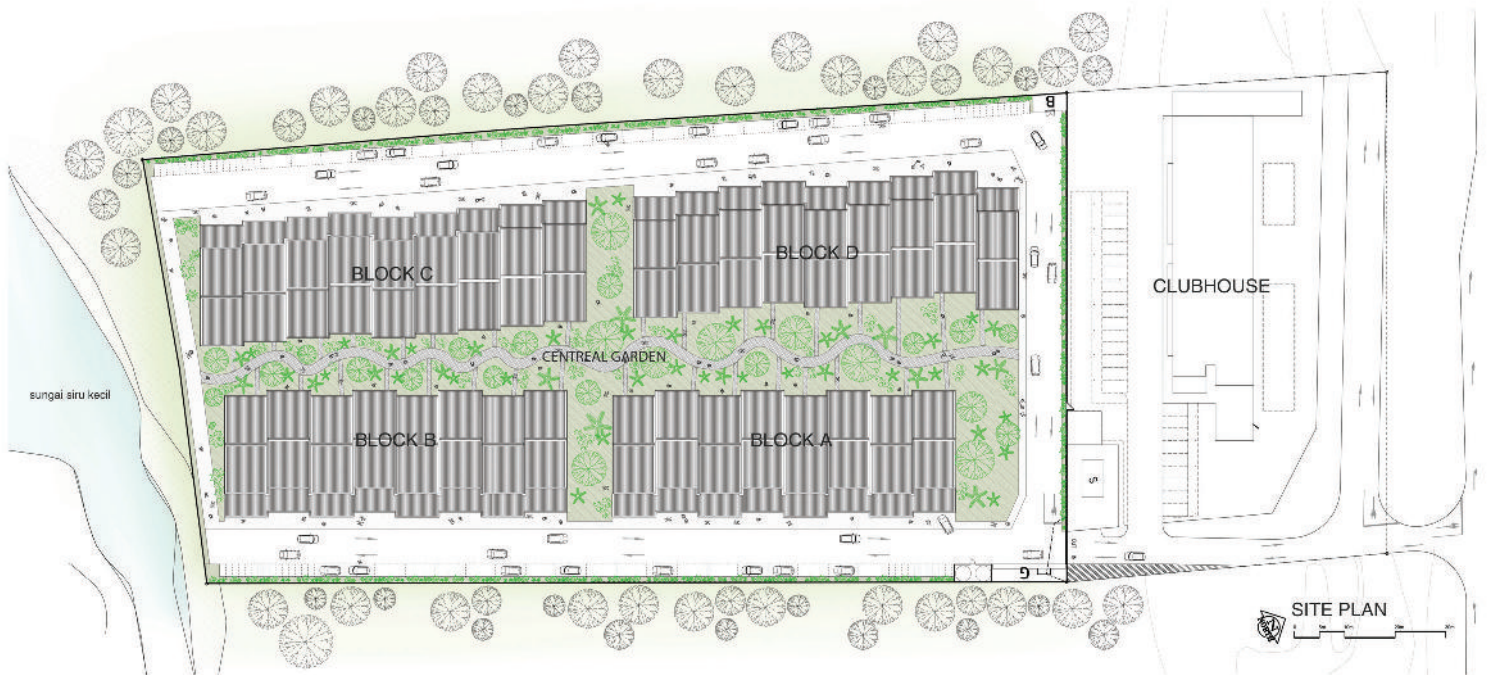 B
BLOCK C
BLOCK D
CLUBHOUSE
CENTREAL GARDEN
sungai siru kecil
BLOCK B
BLOCK A
S
G
SITE PLAN